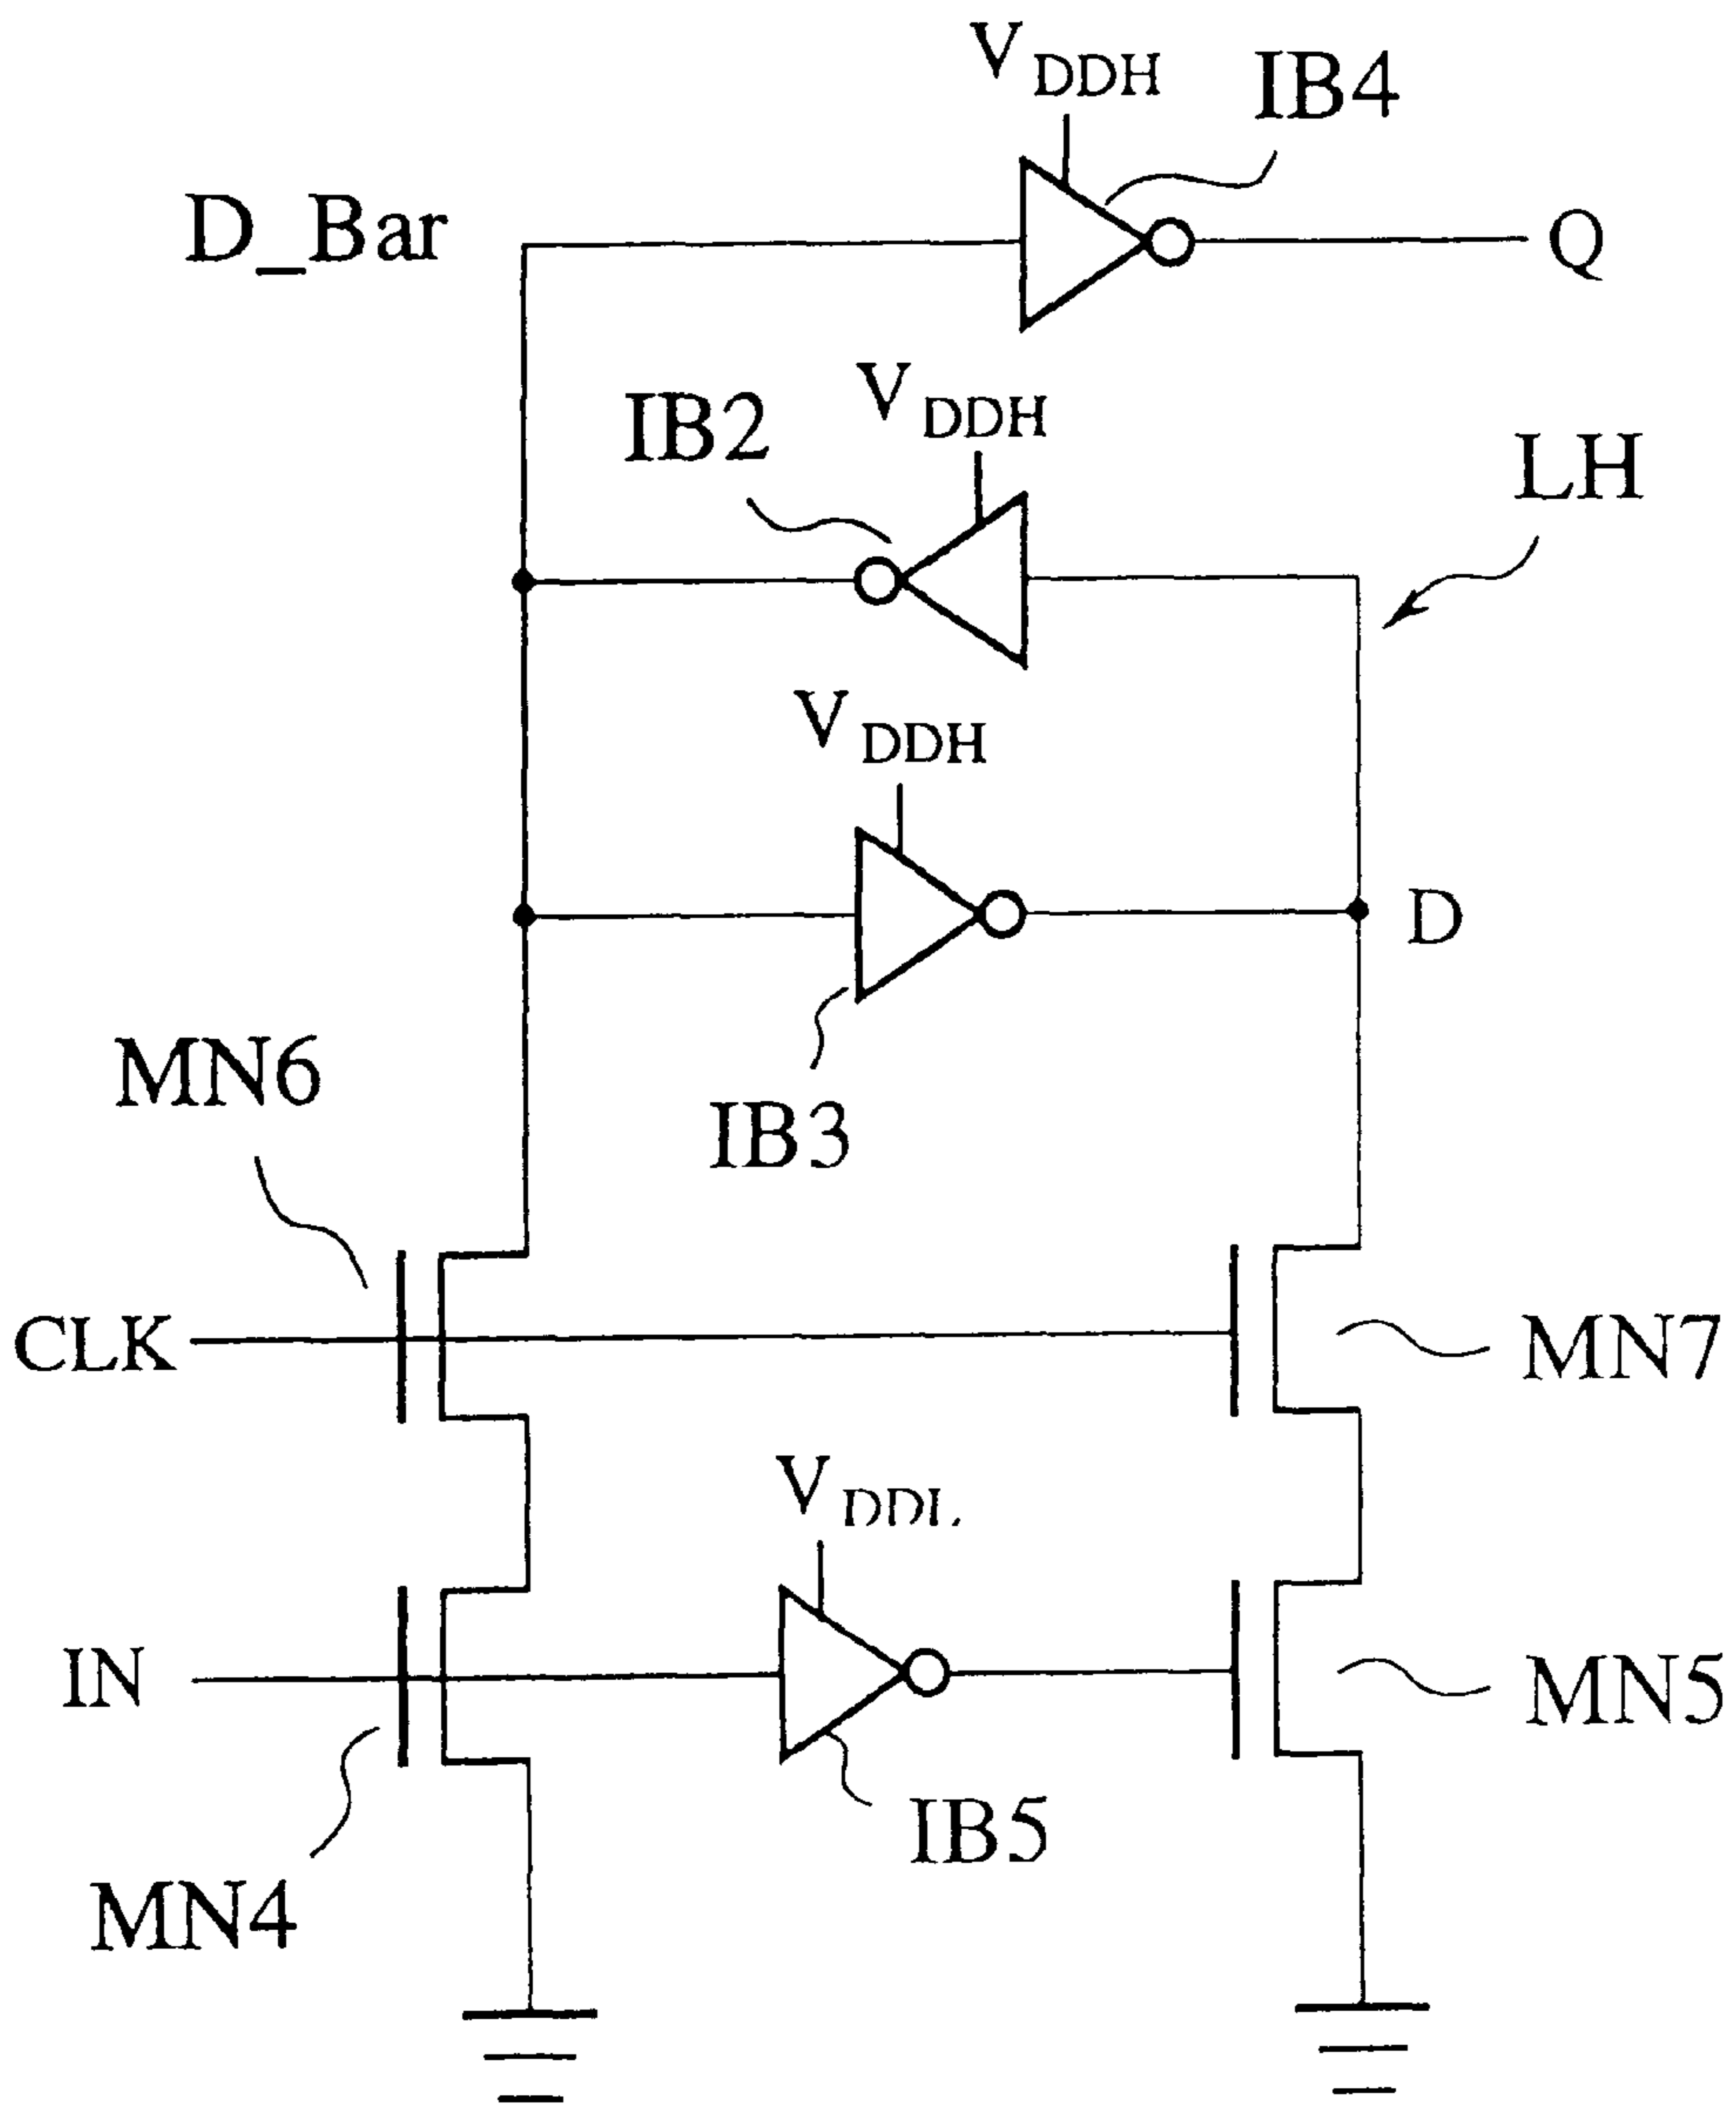 VDDH
IB4
D_Bar
Q
VDDH
IB2
LH
VDDH
D
MN6
IB3
CLK
MN7
VDDL
IN
MN5
IB5
MN4